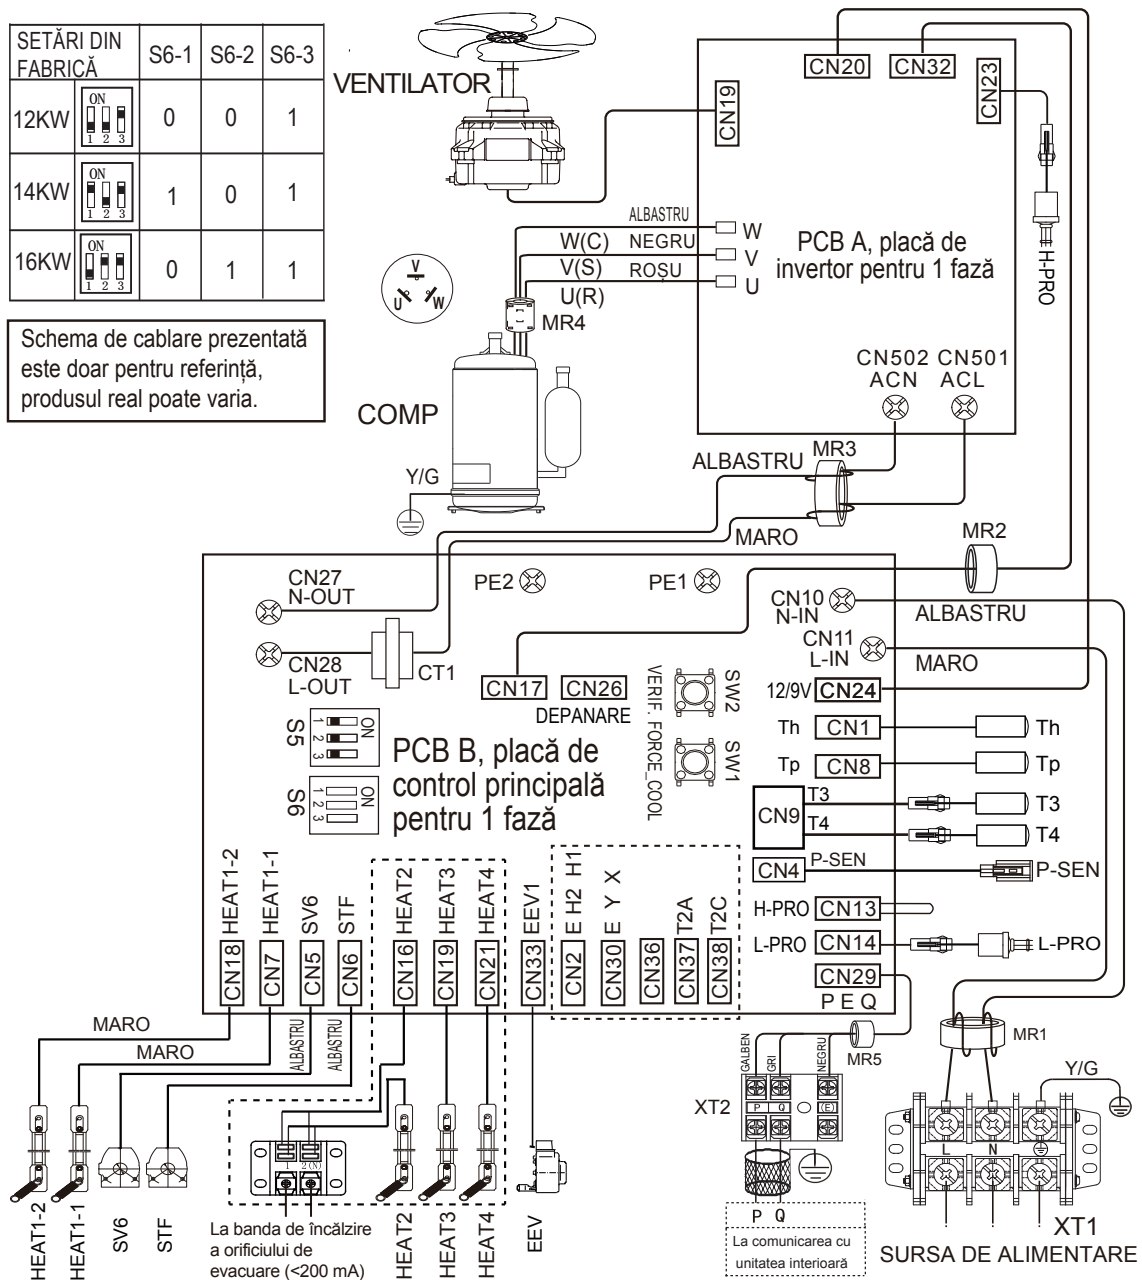 SETĂRI DIN
FABRICĂ
S6-1
S6-2
S6-3
12KW
ON
1 2 3
0
0
1
14KW
ON
1 2 3
1
0
1
16KW
ON
1 2 3
0
1
1
Schema de cablare prezentată
este doar pentru referință,
produsul real poate varia.
VENTILATOR
CN20
CN32
CN23
CN19
H-PRO
ALBASTRU
W
W(C)
NEGRU
V
V(S)
ROȘU
U
U(R)
PCB A, placă de
invertor pentru 1 fază
V
U
W
MR4
COMP
Y/G
CN502
ACN
CN501
ACL
MR3
ALBASTRU
MARO
MR2
CN27
N-OUT
PE2
PE1
CN10
N-IN
ALBASTRU
CN28
L-OUT
CT1
CN11
L-IN
MARO
CN17
CN26
DEPANARE
SW2
VERIF.
SW1
FORCE_COOL
12/9V
CN24
S5
ON
1
2
3
S6
ON
1
2
3
PCB B, placă de
control principală
pentru 1 fază
Th
CN1
Th
Tp
CN8
Tp
CN9
T3
T3
T4
T4
CN4
P-SEN
P-SEN
H-PRO
CN13
L-PRO
CN14
L-PRO
CN29
P E Q
HEAT1-2
CN18
HEAT1-1
CN7
SV6
CN5
STF
CN6
HEAT2
CN16
HEAT3
CN19
HEAT4
CN21
EEV1
CN33
E H2 H1
CN2
E Y X
CN30
CN36
T2A
CN37
T2C
CN38
MARO
MARO
ALBASTRU
ALBASTRU
HEAT1-2
HEAT1-1
SV6
STF
1
2(N)
La banda de încălzire
a orificiului de
evacuare (<200 mA)
HEAT2
HEAT3
HEAT4
EEV
GALBEN
GRI
NEGRU
MR5
XT2
P
Q
(E)
P Q
La comunicarea cu
unitatea interioară
MR1
Y/G
L
N
XT1
SURSA DE ALIMENTARE